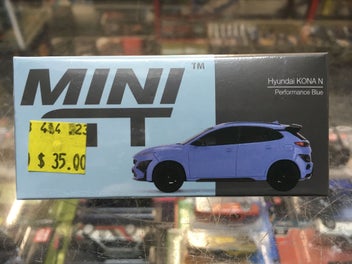 MINI
TM
GT
Hyundai KONA N
Performance Blue
$ 35.00